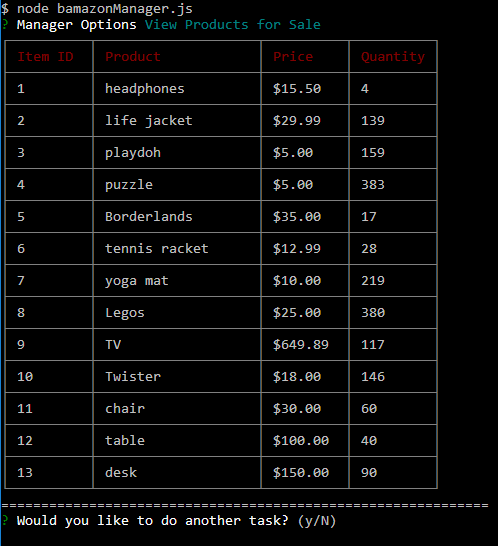 $ node bamazonManager.js
? Manager Options View Products for Sale
Item ID Product Price Quantity
1 headphones $15.50 4
2 life jacket $29.99 139
3 playdoh $5.00 159
4 puzzle $5.00 383
5 Borderlands $35.00 17
6 tennis racket $12.99 28
7 yoga mat $10.00 219
8 Legos $25.00 380
9 TV $649.89 117
10 Twister $18.00 146
11 chair $30.00 60
12 table $100.00 40
13 desk $150.00 90
=============================================================
? Would you like to do another task? (y/N)